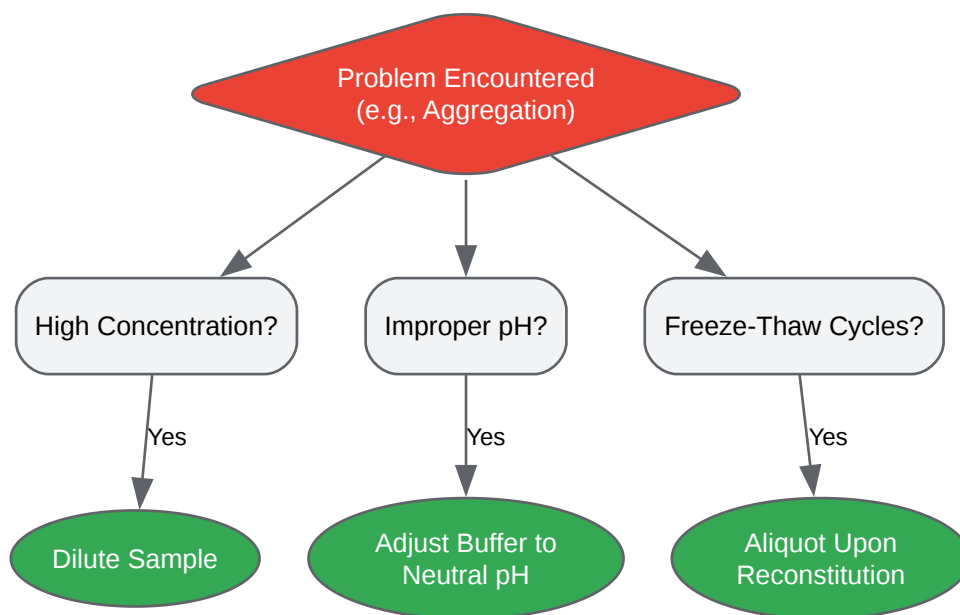 Problem Encountered
(e.g., Aggregation)
High Concentration?
Improper pH?
Freeze-Thaw Cycles?
Yes
Yes
Yes
Dilute Sample
Adjust Buffer to
Neutral pH
Aliquot Upon
Reconstitution